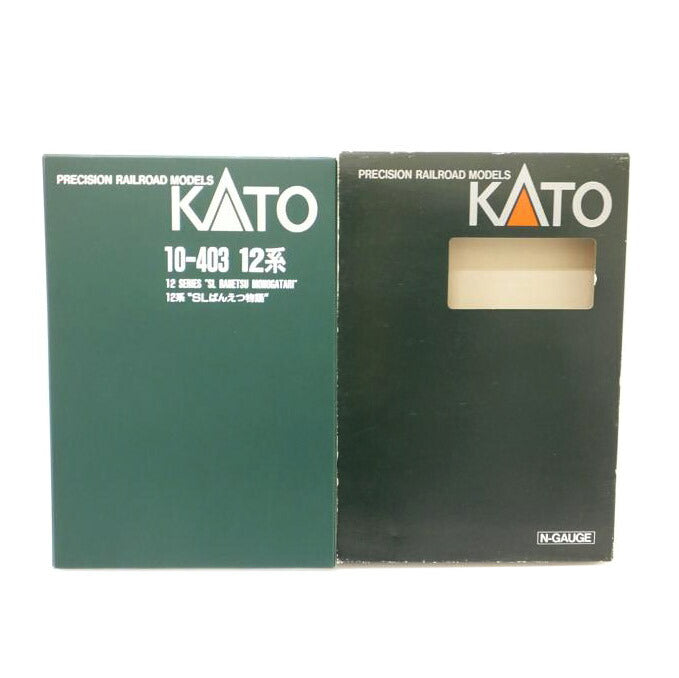 PRECISION RAILROAD MODELS
KATO
10-403 12系
12 SERIES "SL BANETSU MONOGATARI"
12系 "SLばんえつ物語"
PRECISION RAILROAD MODELS
KATO
N-GAUGE